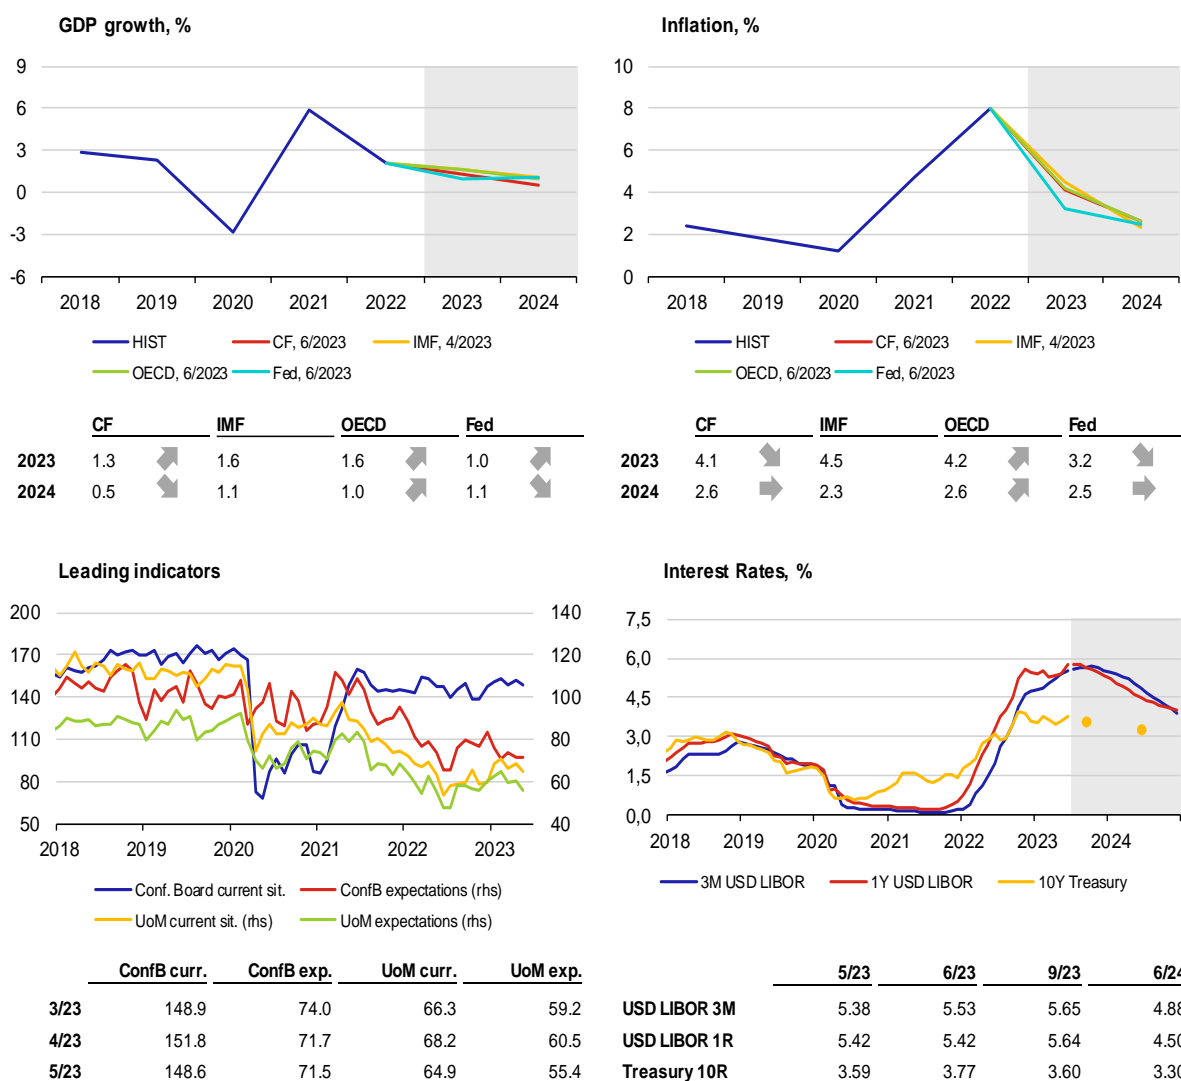 GDP growth, %
9
6
3
0
-3
-6
2018 2019 2020 2021 2022 2023 2024
HIST CF, 6/2023 IMF, 4/2023
OECD, 6/2023 Fed, 6/2023
CF IMF OECD Fed
2023 1.3 1.6 1.6 1.0
2024 0.5 1.1 1.0 1.1
Inflation, %
10
8
6
4
2
0
2018 2019 2020 2021 2022 2023 2024
HIST CF, 6/2023 IMF, 4/2023
OECD, 6/2023 Fed, 6/2023
CF IMF OECD Fed
2023 4.1 4.5 4.2 3.2
2024 2.6 2.3 2.6 2.5
Leading indicators
200 140
170 120
140 100
110 80
80 60
50 40
2018 2019 2020 2021 2022 2023
Conf. Board current sit. ConfB expectations (rhs)
UoM current sit. (rhs) UoM expectations (rhs)
ConfB curr. ConfB exp. UoM curr. UoM exp.
3/23 148.9 74.0 66.3 59.2
4/23 151.8 71.7 68.2 60.5
5/23 148.6 71.5 64.9 55.4
Interest Rates, %
7,5
6,0
4,5
3,0
1,5
0,0
2018 2019 2020 2021 2022 2023 2024
3M USD LIBOR 1Y USD LIBOR 10Y Treasury
5/23 6/23 9/23 6/24
USD LIBOR 3M 5.38 5.53 5.65 4.88
USD LIBOR 1R 5.42 5.42 5.64 4.50
Treasury 10R 3.59 3.77 3.60 3.30